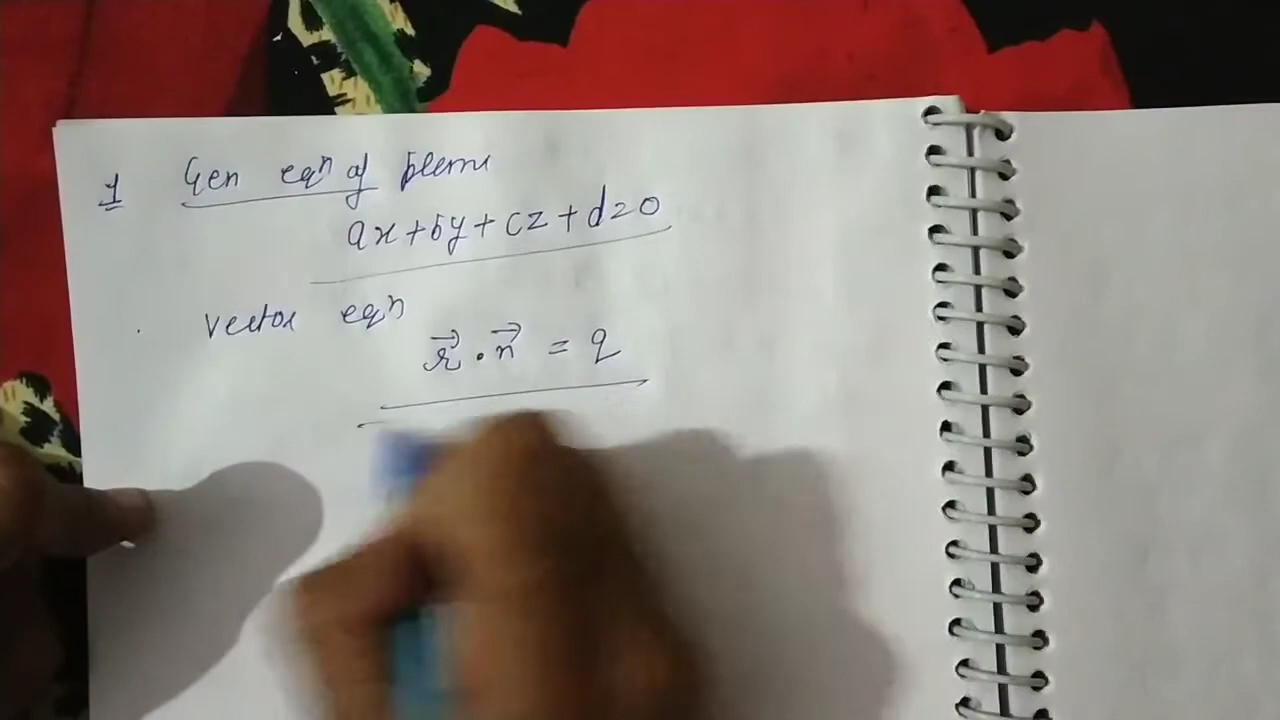 1 Gen eqn of plane
ax + by + cz + d = 0
vector eqn
r⃗ . n⃗ = q